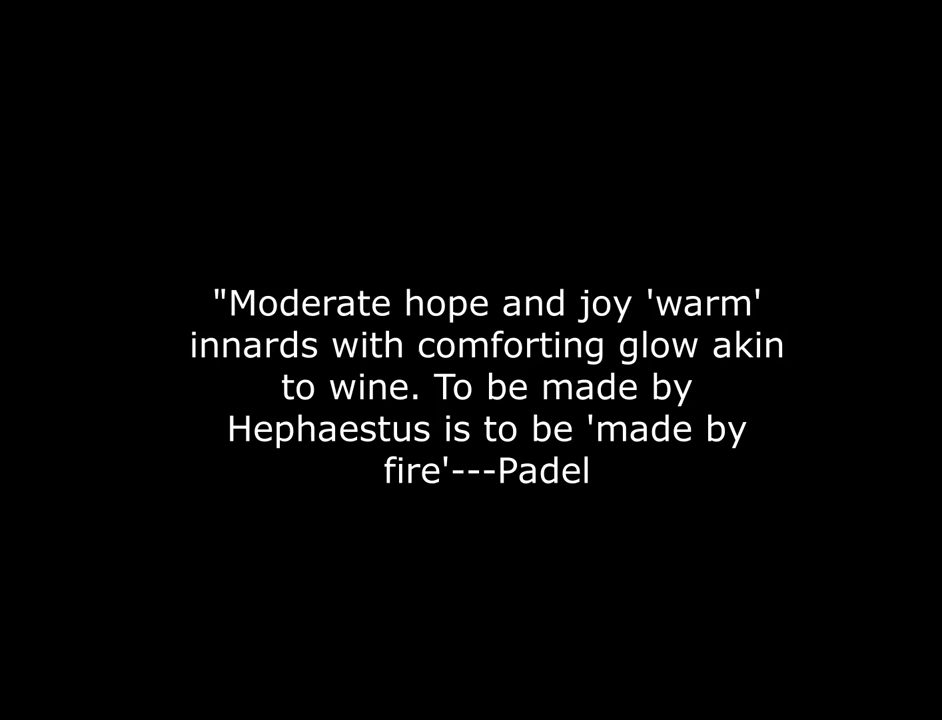 "Moderate hope and joy 'warm'
innards with comforting glow akin
to wine. To be made by
Hephaestus is to be 'made by
fire'---Padel